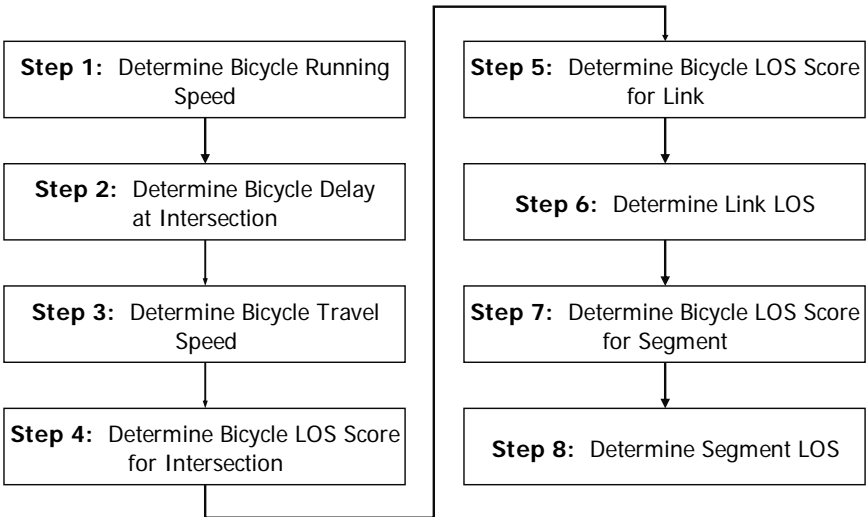 Step 1: Determine Bicycle Running
Speed
Step 2: Determine Bicycle Delay
at Intersection
Step 3: Determine Bicycle Travel
Speed
Step 4: Determine Bicycle LOS Score
for Intersection
Step 5: Determine Bicycle LOS Score
for Link
Step 6: Determine Link LOS
Step 7: Determine Bicycle LOS Score
for Segment
Step 8: Determine Segment LOS